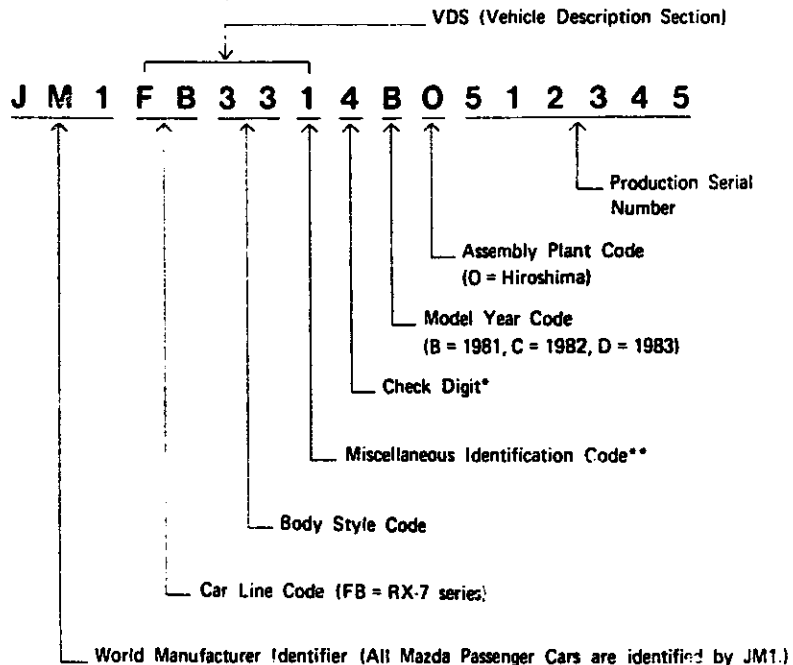 VDS (Vehicle Description Section)
J M 1 F B 3 3 1 4 B 0 5 1 2 3 4 5
Production Serial
Number
Assembly Plant Code
(O = Hiroshima)
Model Year Code
(B = 1981, C = 1982, D = 1983)
Check Digit*
Miscellaneous Identification Code**
Body Style Code
Car Line Code (FB = RX-7 series)
World Manufacturer Identifier (All Mazda Passenger Cars are identified by JM1.)